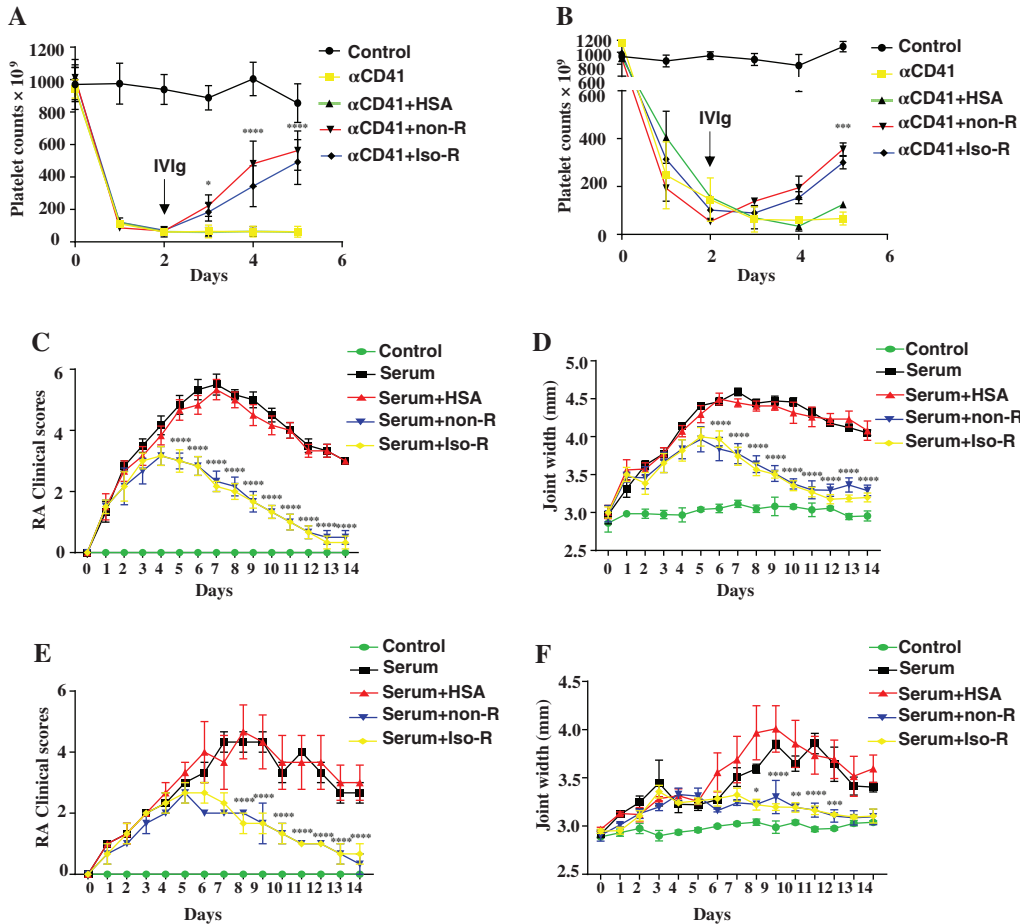 A
Platelet counts × 10⁹
1200
1000
800
600
400
200
0
0
2
4
6
Days
IVIg
*
****
****
Control
αCD41
αCD41+HSA
αCD41+non-R
αCD41+Iso-R
B
Platelet counts × 10⁹
1200
1000
800
600
400
200
0
0
2
4
6
Days
IVIg
***
Control
αCD41
αCD41+HSA
αCD41+non-R
αCD41+Iso-R
C
RA Clinical scores
6
4
2
0
0 1 2 3 4 5 6 7 8 9 10 11 12 13 14
Days
**** **** **** **** **** **** **** **** **** ****
Control
Serum
Serum+HSA
Serum+non-R
Serum+Iso-R
D
Joint width (mm)
5.0
4.5
4.0
3.5
3.0
2.5
0 1 2 3 4 5 6 7 8 9 10 11 12 13 14
Days
**** **** **** **** **** **** **** **** ****
Control
Serum
Serum+HSA
Serum+non-R
Serum+Iso-R
E
RA Clinical scores
6
4
2
0
0 1 2 3 4 5 6 7 8 9 10 11 12 13 14
Days
**** **** **** **** **** **** ****
Control
Serum
Serum+HSA
Serum+non-R
Serum+Iso-R
F
Joint width (mm)
4.5
4.0
3.5
3.0
2.5
0 1 2 3 4 5 6 7 8 9 10 11 12 13 14
Days
* **** ** **** ***
Control
Serum
Serum+HSA
Serum+non-R
Serum+Iso-R